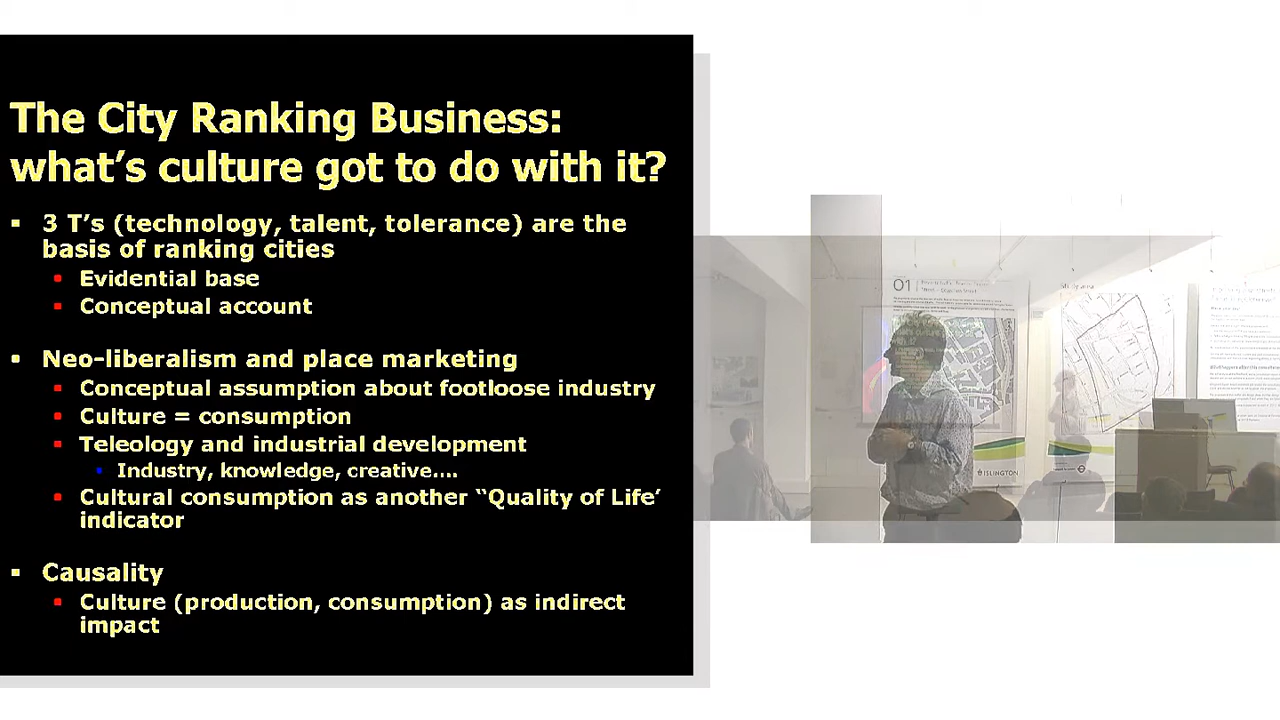 The City Ranking Business:
what’s culture got to do with it?
3 T’s (technology, talent, tolerance) are the
basis of ranking cities
Evidential base
Conceptual account
Neo-liberalism and place marketing
Conceptual assumption about footloose industry
Culture = consumption
Teleology and industrial development
Industry, knowledge, creative….
Cultural consumption as another “Quality of Life’
indicator
Causality
Culture (production, consumption) as indirect
impact
01
ISLINGTON